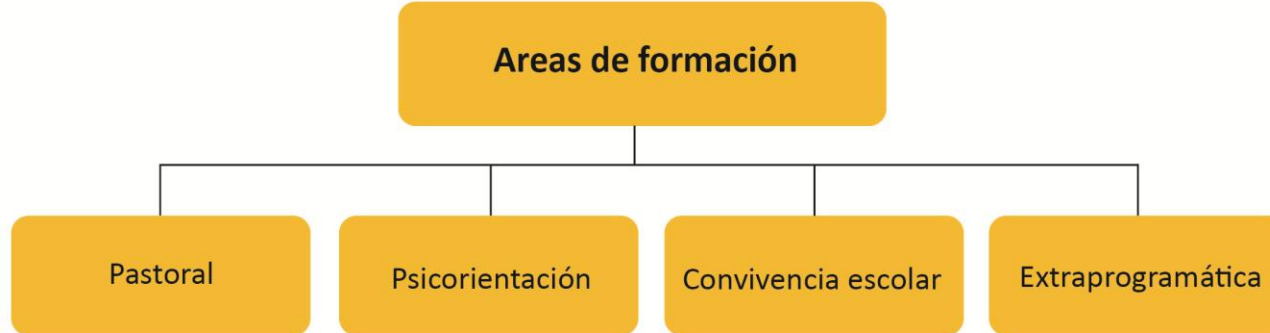 Areas de formación
Pastoral
Psicorientación
Convivencia escolar
Extraprogramática